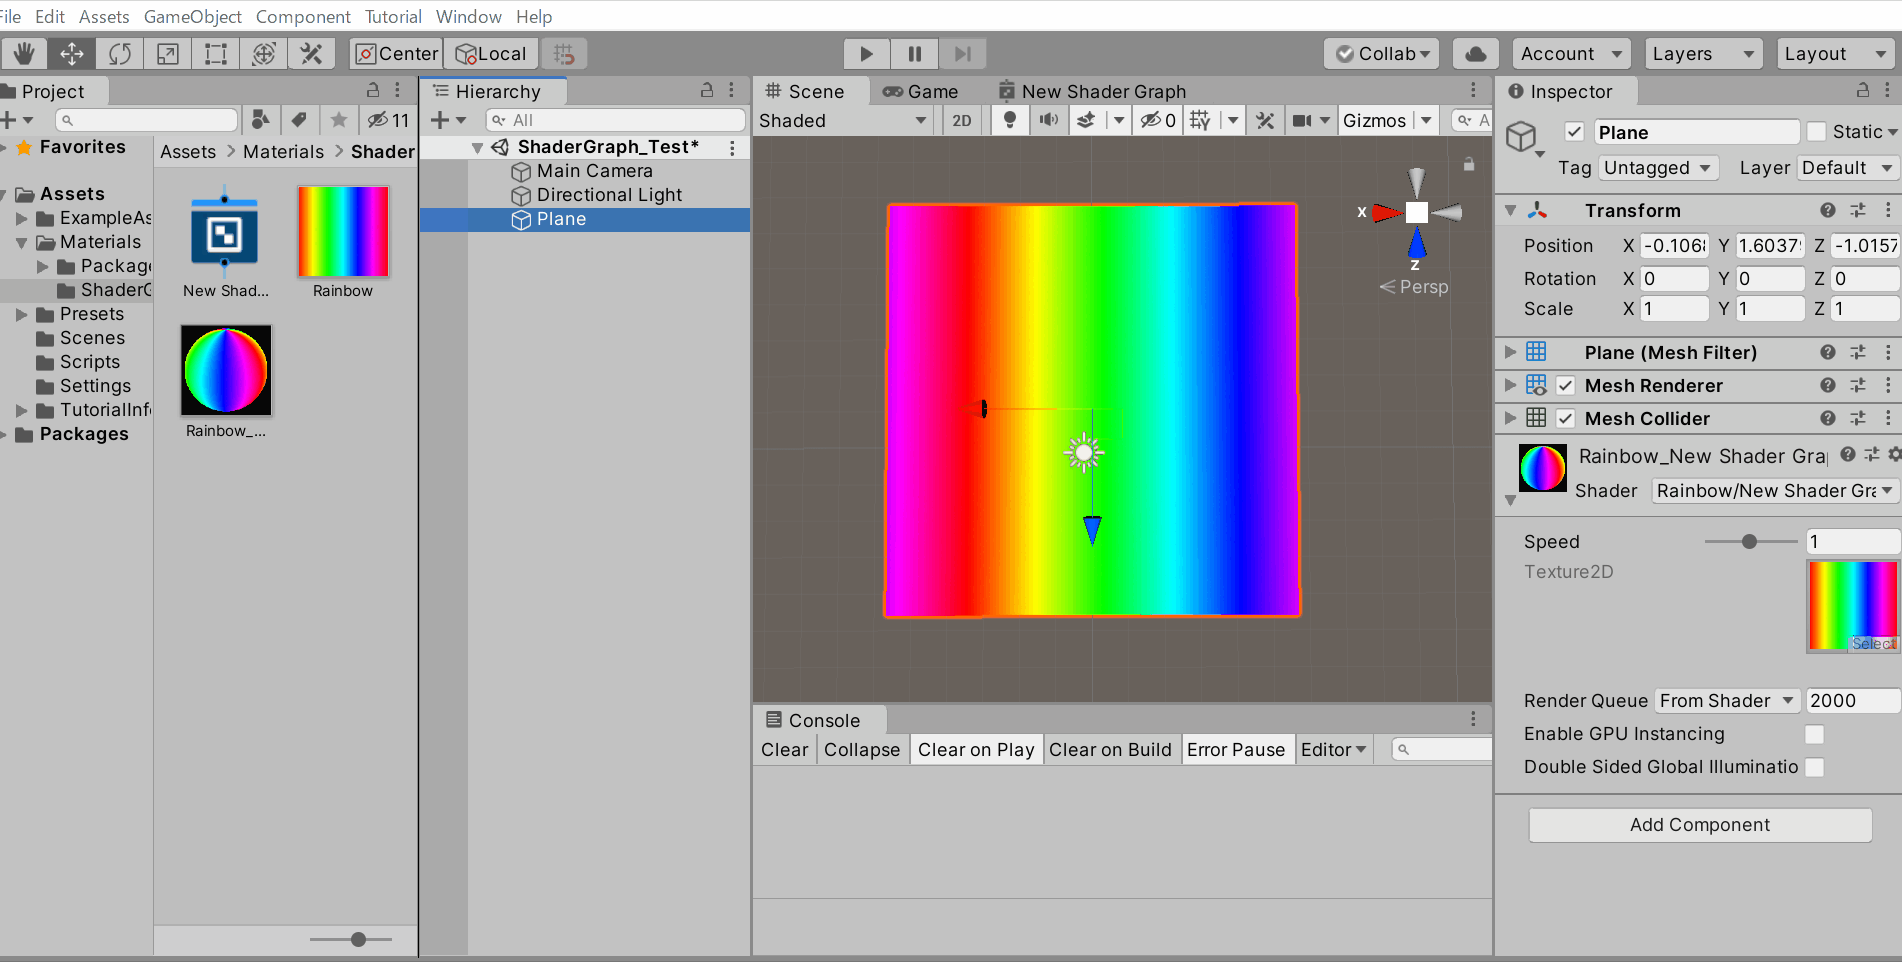 File Edit Assets GameObject Component Tutorial Window Help
Center Local Collab Account Layers Layout
Project
11
Favorites
Assets > Materials > Shader
Assets
ExampleAs
Materials
Package
ShaderG
Presets
Scenes
Scripts
Settings
TutorialInfo
Packages
New Shad...
Rainbow
Rainbow_...
Hierarchy
All
ShaderGraph_Test*
Main Camera
Directional Light
Plane
Scene Game New Shader Graph
Shaded 2D 0 Gizmos A
x
z
Persp
Console
Clear Collapse Clear on Play Clear on Build Error Pause Editor
Inspector
Plane Static
Tag Untagged Layer Default
Transform
Position X -0.1068 Y 1.6037 Z -1.0157
Rotation X 0 Y 0 Z 0
Scale X 1 Y 1 Z 1
Plane (Mesh Filter)
Mesh Renderer
Mesh Collider
Rainbow_New Shader Gra
Shader Rainbow/New Shader Gra
Speed 1
Texture2D
Select
Render Queue From Shader 2000
Enable GPU Instancing
Double Sided Global Illuminatio
Add Component